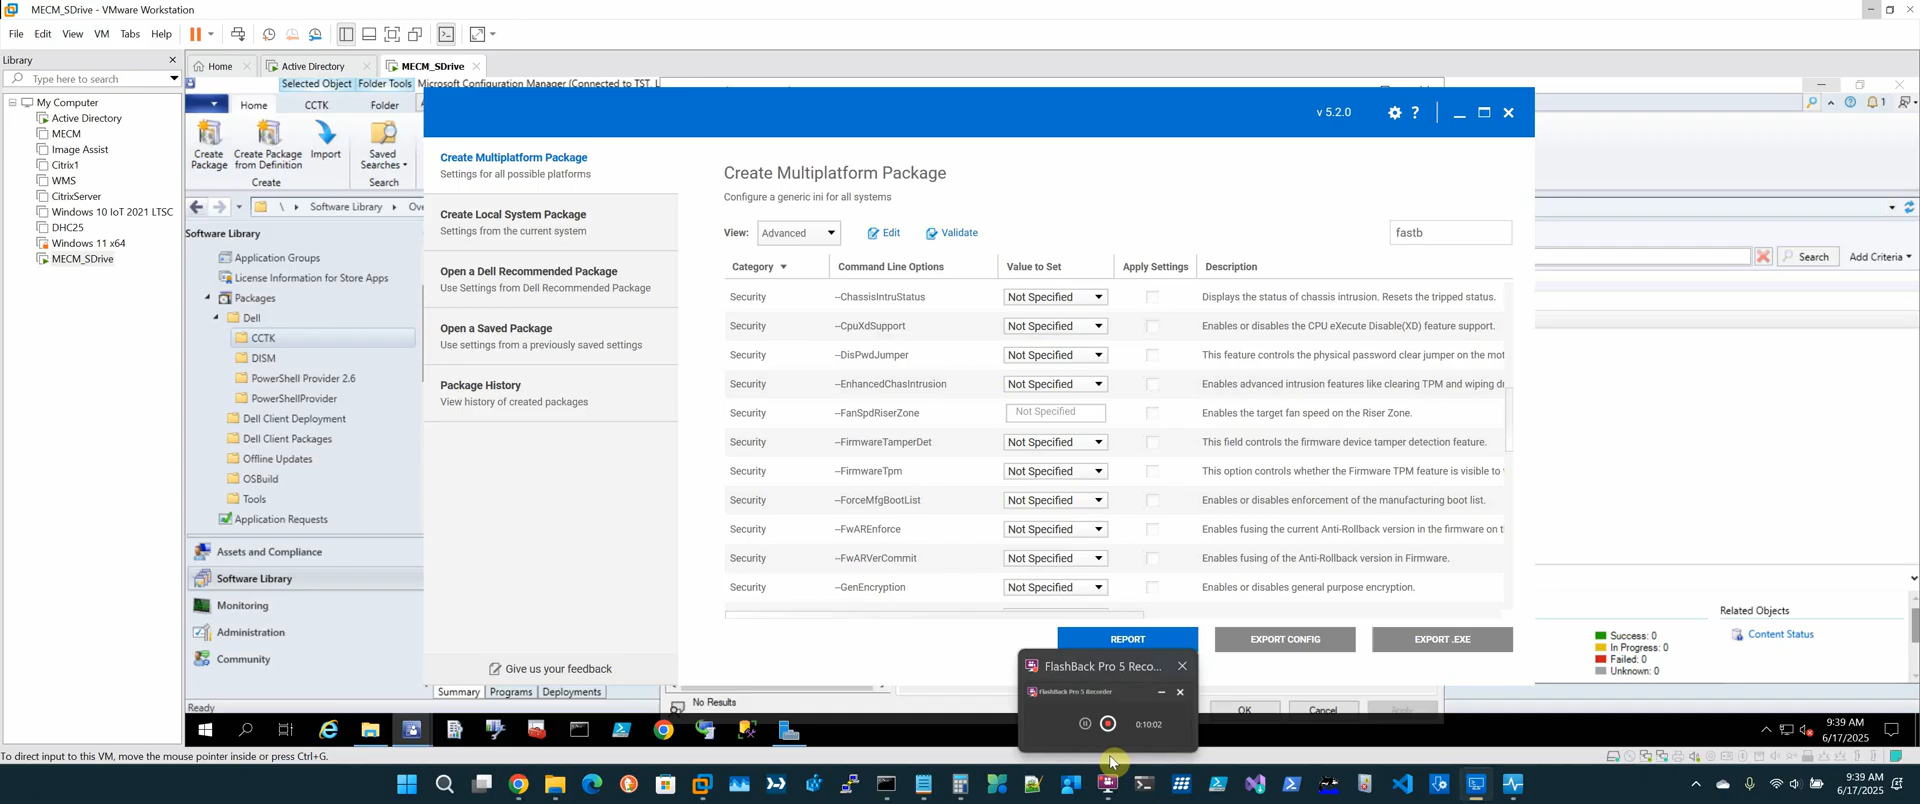 MECM_SDrive - VMware Workstation
File Edit View VM Tabs Help
Library
Type here to search
My Computer
Active Directory
MECM
Image Assist
Citrix1
WMS
CitrixServer
Windows 10 IoT 2021 LTSC
DHC25
Windows 11 x64
MECM_SDrive
Home
Active Directory
MECM_SDrive
Selected Object Folder Tools Microsoft Configuration Manager (Connected to TST,
Home CCTK Folder
Create Package
Create Package from Definition
Import
Saved Searches
Create
Search
\ Software Library
Software Library
Application Groups
License Information for Store Apps
Packages
Dell
CCTK
DISM
PowerShell Provider 2.6
PowerShellProvider
Dell Client Deployment
Dell Client Packages
Offline Updates
OSBuild
Tools
Application Requests
Assets and Compliance
Software Library
Monitoring
Administration
Community
Ready
v 5.2.0
Create Multiplatform Package
Settings for all possible platforms
Create Local System Package
Settings from the current system
Open a Dell Recommended Package
Use Settings from Dell Recommended Package
Open a Saved Package
Use settings from a previously saved settings
Package History
View history of created packages
Give us your feedback
Create Multiplatform Package
Configure a generic ini for all systems
View: Advanced Edit Validate fastb
Category Command Line Options Value to Set Apply Settings Description
Security --ChassisIntruStatus Not Specified Displays the status of chassis intrusion. Resets the tripped status.
Security --CpuXdSupport Not Specified Enables or disables the CPU eXecute Disable(XD) feature support.
Security --DisPwdJumper Not Specified This feature controls the physical password clear jumper on the mot
Security --EnhancedChasIntrusion Not Specified Enables advanced intrusion features like clearing TPM and wiping dr
Security --FanSpdRiserZone Not Specified Enables the target fan speed on the Riser Zone.
Security --FirmwareTamperDet Not Specified This field controls the firmware device tamper detection feature.
Security --FirmwareTpm Not Specified This option controls whether the Firmware TPM feature is visible to
Security --ForceMfgBootList Not Specified Enables or disables enforcement of the manufacturing boot list.
Security --FwAREnforce Not Specified Enables fusing the current Anti-Rollback version in the firmware on t
Security --FwARVerCommit Not Specified Enables fusing of the Anti-Rollback version in Firmware.
Security --GenEncryption Not Specified Enables or disables general purpose encryption.
REPORT EXPORT CONFIG EXPORT .EXE
Search
Add Criteria
Related Objects
Content Status
Success: 0
In Progress: 0
Failed: 0
Unknown: 0
Summary Programs Deployments
No Results
OK Cancel Apply
FlashBack Pro 5 Reco...
FlashBack Pro 5 Recorder
0:10:02
9:39 AM
6/17/2025
To direct input to this VM, move the mouse pointer inside or press Ctrl+G.
9:39 AM
6/17/2025